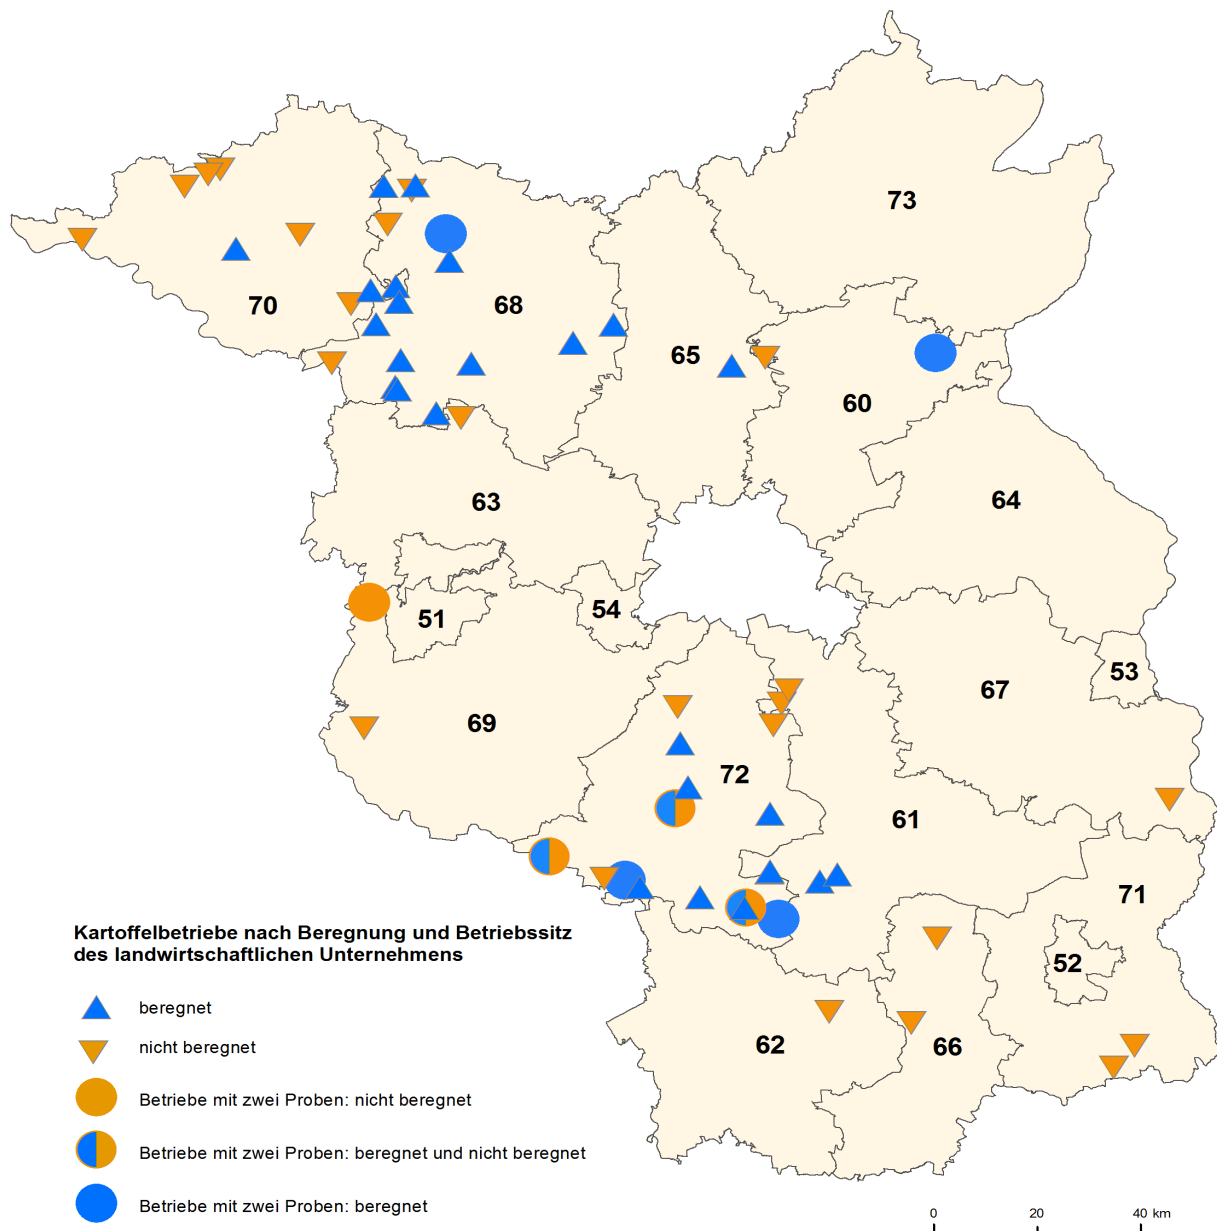 73
70
68
65
60
63
64
51
54
53
67
69
72
61
71
52
62
66
Kartoffelbetriebe nach Beregnung und Betriebssitz
des landwirtschaftlichen Unternehmens
beregnet
nicht beregnet
Betriebe mit zwei Proben: nicht beregnet
Betriebe mit zwei Proben: beregnet und nicht beregnet
Betriebe mit zwei Proben: beregnet
0 20 40 km